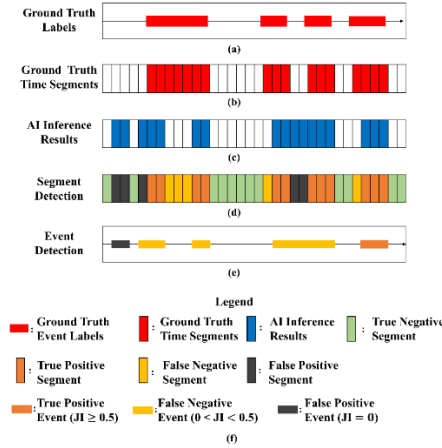 Ground Truth
Labels
(a)
Ground Truth
Time Segments
(b)
AI Inference
Results
(c)
Segment
Detection
(d)
Event
Detection
(e)
Legend
: Ground Truth
Event Labels
: Ground Truth
Time Segments
: AI Inference
Results
: True Negative
Segment
: True Positive
Segment
: False Negative
Segment
: False Positive
Segment
: True Positive
Event (JI ≥ 0.5)
: False Negative
Event (0 < JI < 0.5)
: False Positive
Event (JI = 0)
(f)